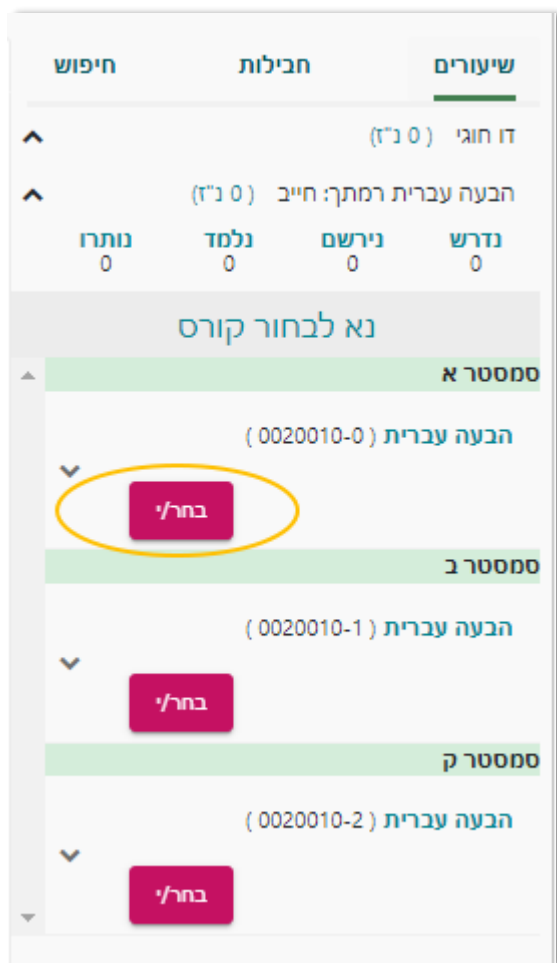 שיעורים חבילות חיפוש
דו חוגי ( 0 נ"ז)
הבעה עברית רמתך: חייב ( 0 נ"ז)
נדרש נירשם נלמד נותרו
0 0 0 0
נא לבחור קורס
סמסטר א
הבעה עברית ( 0020010-0 )
בחר/י
סמסטר ב
הבעה עברית ( 0020010-1 )
בחר/י
סמסטר ק
הבעה עברית ( 0020010-2 )
בחר/י